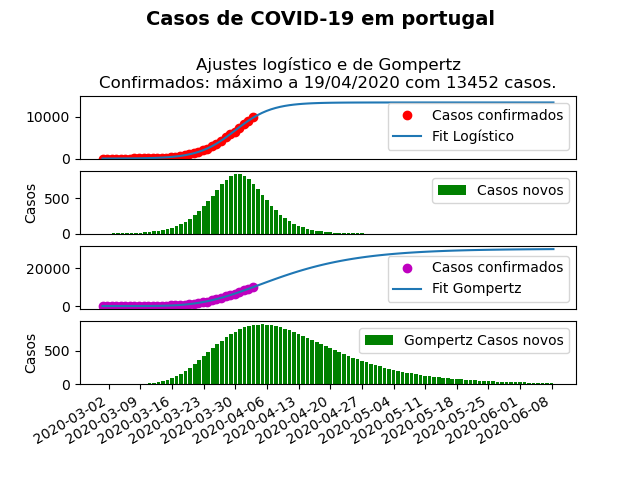 Casos de COVID-19 em portugal
Ajustes logístico e de Gompertz
Confirmados: máximo a 19/04/2020 com 13452 casos.
10000
0
Casos confirmados
Fit Logístico
Casos
500
0
Casos novos
20000
0
Casos confirmados
Fit Gompertz
Casos
500
0
Gompertz Casos novos
2020-03-02
2020-03-09
2020-03-16
2020-03-23
2020-03-30
2020-04-06
2020-04-13
2020-04-20
2020-04-27
2020-05-04
2020-05-11
2020-05-18
2020-05-25
2020-06-01
2020-06-08